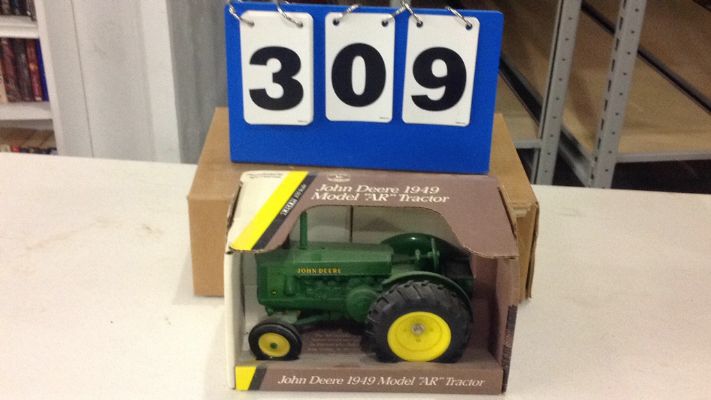 309
John Deere 1949
Model "AR" Tractor
JOHN DEERE
John Deere 1949 Model "AR" Tractor